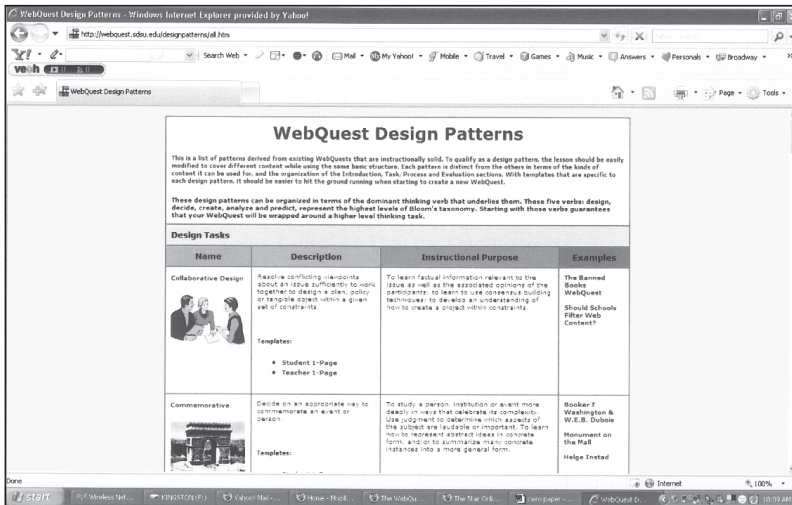 WebQuest Design Patterns - Windows Internet Explorer provided by Yahoo!
http://webquest.sdsu.edu/designpatterns/all.htm
Search Web
Mail
My Yahoo!
Mobile
Travel
Games
Music
Answers
Personals
Broadway
veoh
WebQuest Design Patterns
Page
Tools
WebQuest Design Patterns
This is a list of patterns derived from existing WebQuests that are instructionally solid. To qualify as a design pattern, the lesson should be easily
modified to cover different content while using the same basic structure. Each pattern is distinct from the others in terms of the kinds of
content it can be used for, and the organization of the Introduction, Task, Process and Evaluation sections. With templates that are specific to
each design pattern, it should be easier to hit the ground running when starting to create a new WebQuest.
These design patterns can be organized in terms of the dominant thinking verb that underlies them. These five verbs: design,
decide, create, analyze and predict, represent the highest levels of Bloom's taxonomy. Starting with those verbs guarantees
that your WebQuest will be wrapped around a higher level thinking task.
Design Tasks
Name
Description
Instructional Purpose
Examples
Collaborative Design
Resolve conflicting viewpoints
about an issue sufficiently to work
together to design a plan, policy
or tangible object within a given
set of constraints.
Templates:
Student 1-Page
Teacher 1-Page
To learn factual information relevant to the
issue as well as the associated opinions of the
participants; to learn to use consensus building
techniques; to develop an understanding of
how to create a project within constraints.
The Banned
Books
WebQuest
Should Schools
Filter Web
Content?
Commemorative
Decide on an appropriate way to
commemorate an event or
person.
Templates:
To study a person, institution or event more
deeply in ways that celebrate its complexity.
Use judgment to determine which aspects of
the subject are laudable or important. To learn
how to represent abstract ideas in concrete
form, and/or to summarize many concrete
instances into a more general form.
Booker T
Washington &
W.E.B. Dubois
Monument on
the Mall
Helge Instad
Done
Internet
100%
start
Wireless Net...
KINGSTON (F:)
Yahoo! Mail -...
Home - Mozil...
The WebQu...
The Star Onli...
cairo paper -...
WebQuest D...
10:09 AM